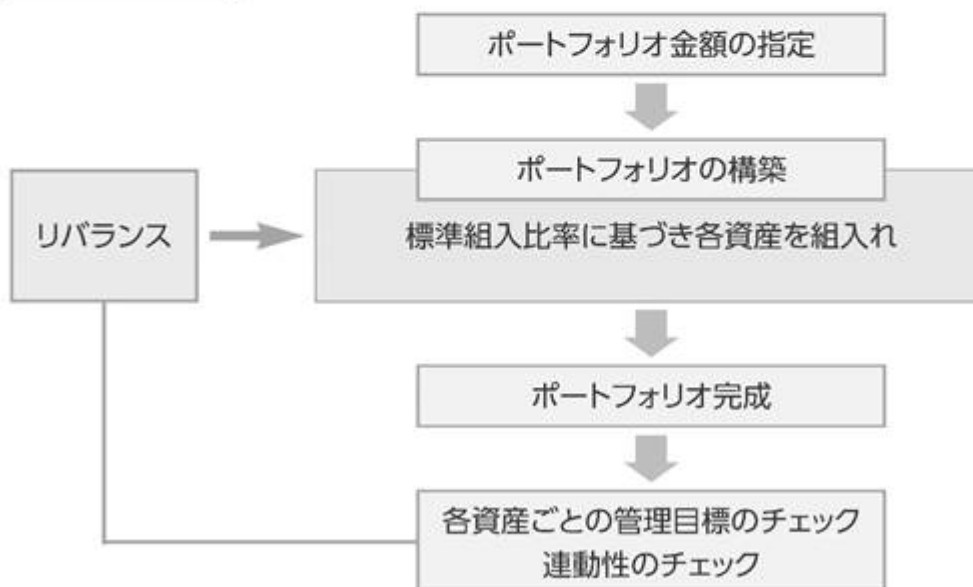 ポートフォリオ金額の指定
ポートフォリオの構築
リバランス
標準組入比率に基づき各資産を組入れ
ポートフォリオ完成
各資産ごとの管理目標のチェック
連動性のチェック